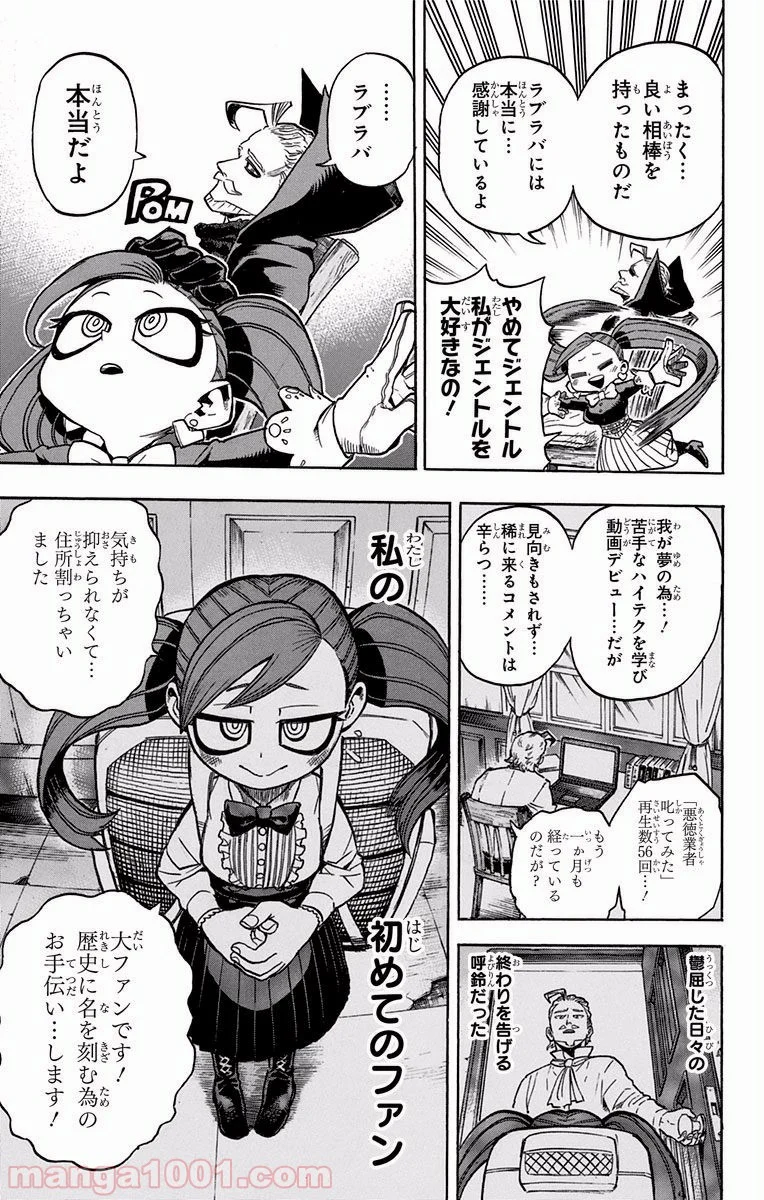 まったく…
良い相棒を
持ったものだ
ラブラバには
本当に…
感謝しているよ
やめてジェントル
私がジェントルを
大好きなの！
……
ラブラバ
POM
本当だよ
我が夢の為…！
苦手なハイテクを学び
動画デビュー…だが
見向きもされず…
稀に来るコメントは
辛らつ……
「悪徳業者
叱ってみた」
再生数56回…！
もう
一か月も
経っている
のだが？
鬱屈した日々の
終わりを告げる
呼鈴だった
私の
初めてのファン
気持ちが
抑えられなくて…
住所割っちゃい
ました
大ファンです！
歴史に名を刻む為の
お手伝い…します！
manga1001.com